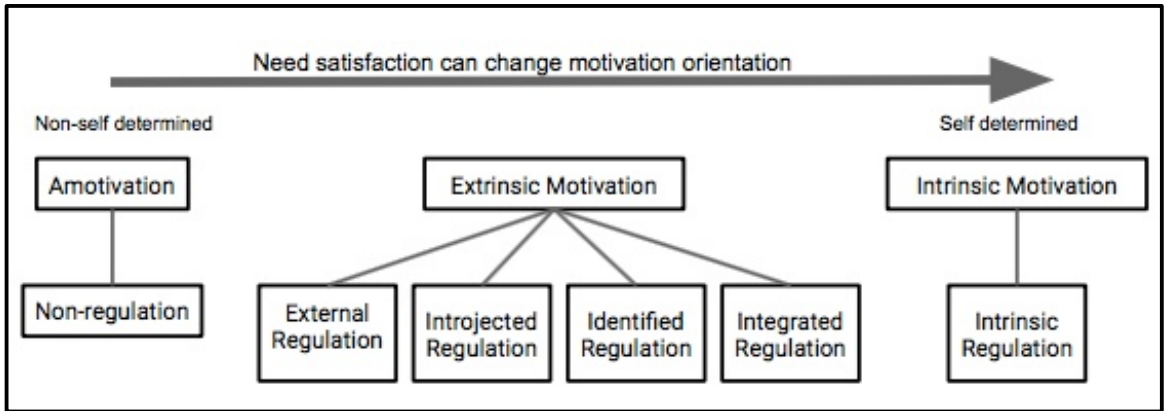 Need satisfaction can change motivation orientation
Non-self determined
Self determined
Amotivation
Extrinsic Motivation
Intrinsic Motivation
Non-regulation
External
Regulation
Introjected
Regulation
Identified
Regulation
Integrated
Regulation
Intrinsic
Regulation